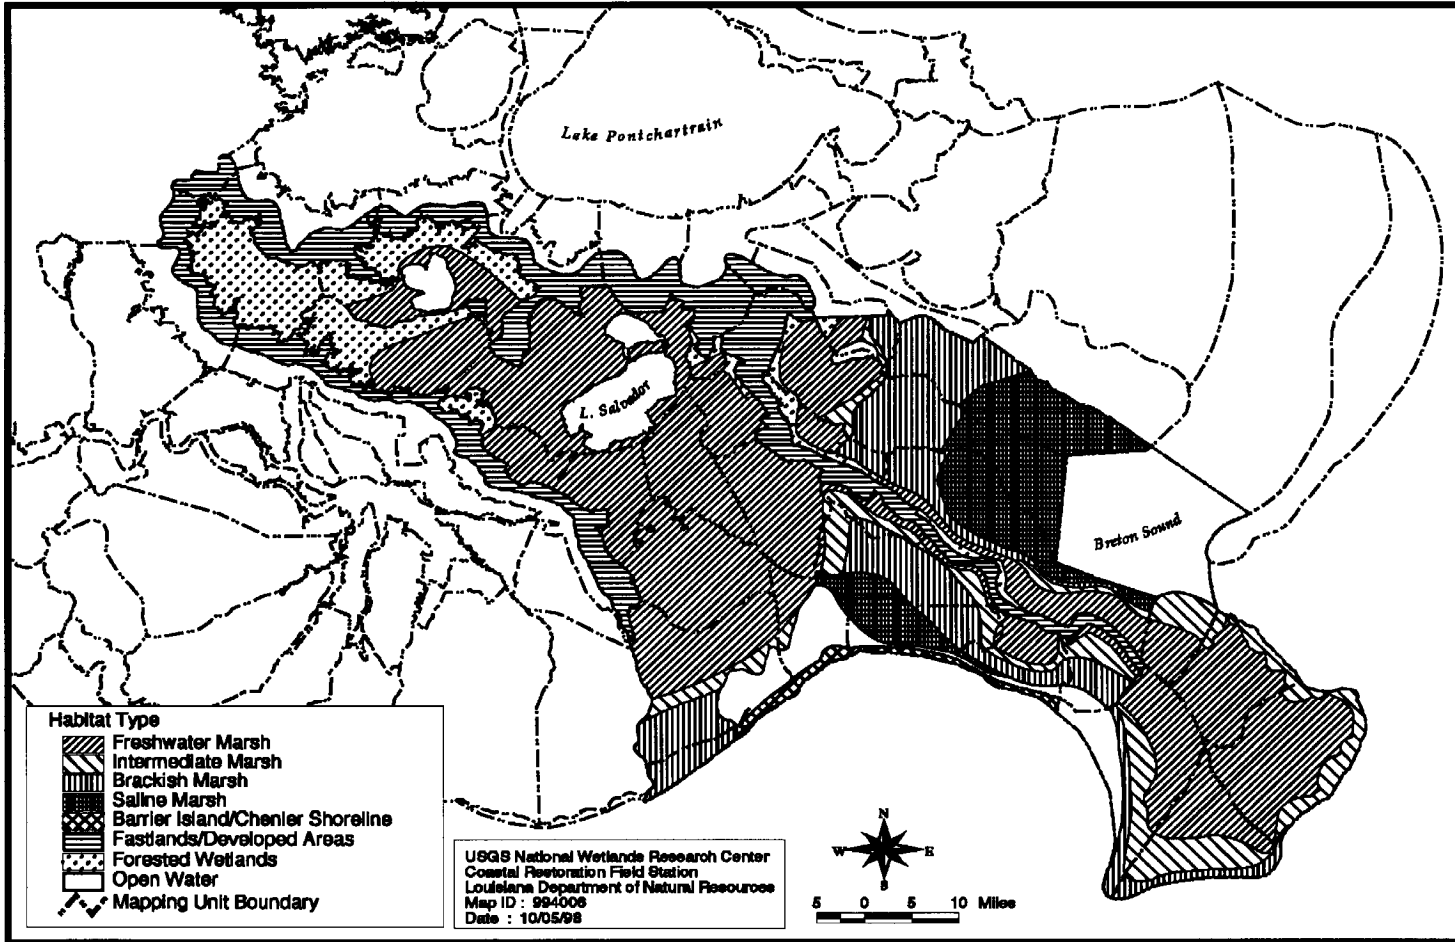 Lake Pontchartrain
L. Salvador
Breton Sound
Habitat Type
Freshwater Marsh
Intermediate Marsh
Brackish Marsh
Saline Marsh
Barrier Island/Chenier Shoreline
Fastlands/Developed Areas
Forested Wetlands
Open Water
Mapping Unit Boundary
USGS National Wetlands Research Center
Coastal Restoration Field Station
Louisiana Department of Natural Resources
Map ID : 994006
Date : 10/05/98
N
W E
S
5 0 5 10 Miles